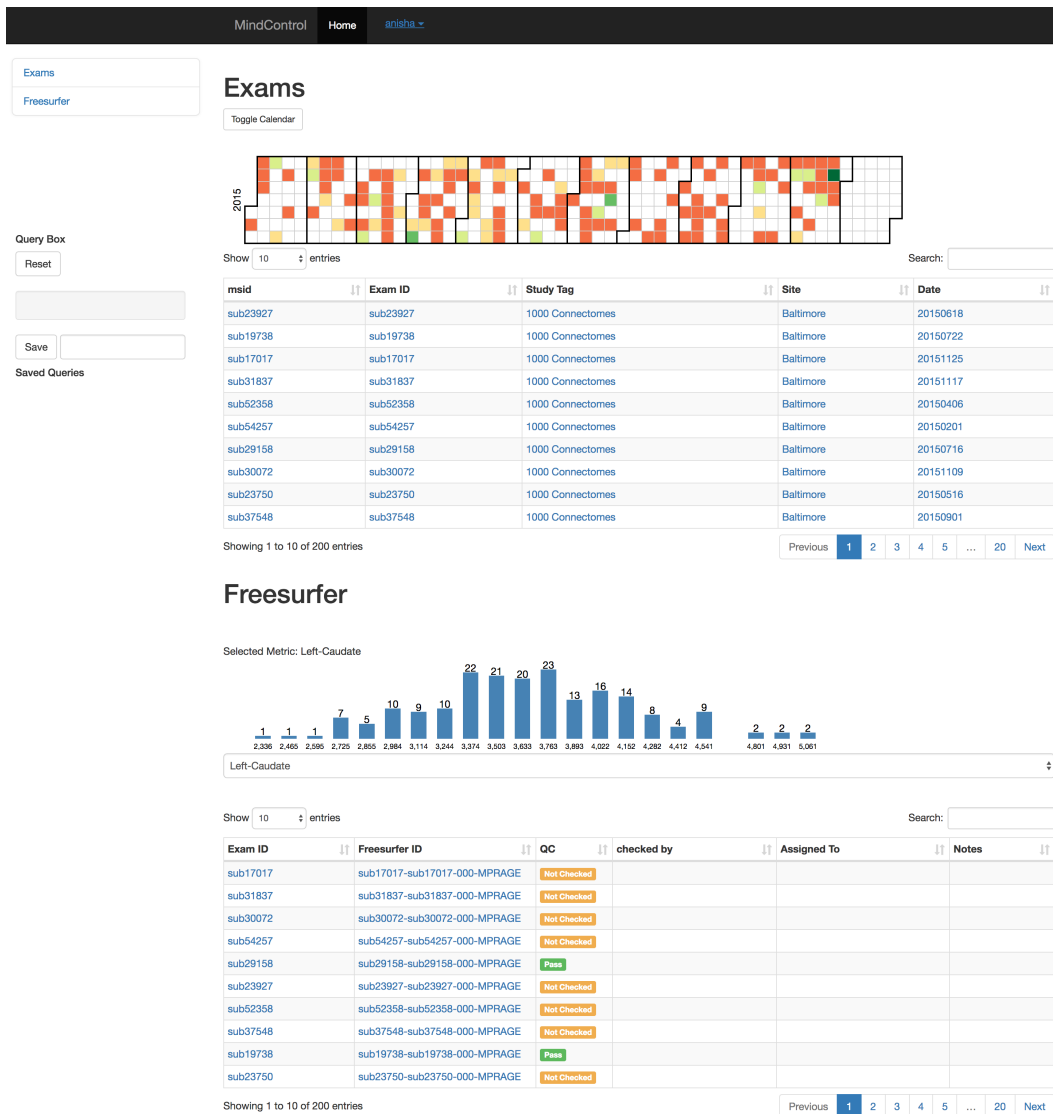 MindControl Home anisha
Exams
Freesurfer
Exams
Toggle Calendar
2015
Query Box
Reset
Save
Saved Queries
Show 10 entries Search:
msid Exam ID Study Tag Site Date
sub23927 sub23927 1000 Connectomes Baltimore 20150618
sub19738 sub19738 1000 Connectomes Baltimore 20150722
sub17017 sub17017 1000 Connectomes Baltimore 20151125
sub31837 sub31837 1000 Connectomes Baltimore 20151117
sub52358 sub52358 1000 Connectomes Baltimore 20150406
sub54257 sub54257 1000 Connectomes Baltimore 20150201
sub29158 sub29158 1000 Connectomes Baltimore 20150716
sub30072 sub30072 1000 Connectomes Baltimore 20151109
sub23750 sub23750 1000 Connectomes Baltimore 20150516
sub37548 sub37548 1000 Connectomes Baltimore 20150901
Showing 1 to 10 of 200 entries Previous 1 2 3 4 5 ... 20 Next
Freesurfer
Selected Metric: Left-Caudate
1 1 1 7 5 10 9 10 22 21 20 23 13 16 14 8 4 9 2 2 2
2,336 2,465 2,595 2,725 2,855 2,984 3,114 3,244 3,374 3,503 3,633 3,763 3,893 4,022 4,152 4,282 4,412 4,541 4,801 4,931 5,061
Left-Caudate
Show 10 entries Search:
Exam ID Freesurfer ID QC checked by Assigned To Notes
sub17017 sub17017-sub17017-000-MPRAGE Not Checked
sub31837 sub31837-sub31837-000-MPRAGE Not Checked
sub30072 sub30072-sub30072-000-MPRAGE Not Checked
sub54257 sub54257-sub54257-000-MPRAGE Not Checked
sub29158 sub29158-sub29158-000-MPRAGE Pass
sub23927 sub23927-sub23927-000-MPRAGE Not Checked
sub52358 sub52358-sub52358-000-MPRAGE Not Checked
sub37548 sub37548-sub37548-000-MPRAGE Not Checked
sub19738 sub19738-sub19738-000-MPRAGE Pass
sub23750 sub23750-sub23750-000-MPRAGE Not Checked
Showing 1 to 10 of 200 entries Previous 1 2 3 4 5 ... 20 Next